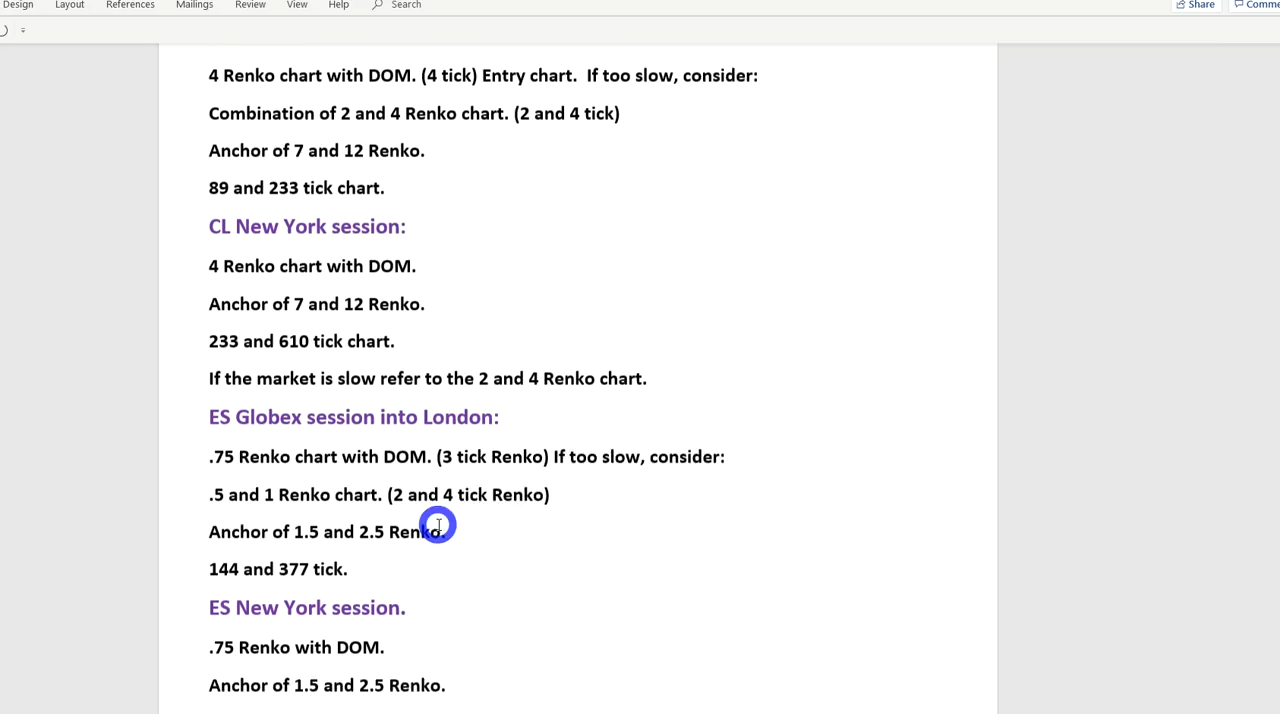 Design Layout References Mailings Review View Help Search Share Comme
4 Renko chart with DOM. (4 tick) Entry chart. If too slow, consider:
Combination of 2 and 4 Renko chart. (2 and 4 tick)
Anchor of 7 and 12 Renko.
89 and 233 tick chart.
CL New York session:
4 Renko chart with DOM.
Anchor of 7 and 12 Renko.
233 and 610 tick chart.
If the market is slow refer to the 2 and 4 Renko chart.
ES Globex session into London:
.75 Renko chart with DOM. (3 tick Renko) If too slow, consider:
.5 and 1 Renko chart. (2 and 4 tick Renko)
Anchor of 1.5 and 2.5 Renko.
144 and 377 tick.
ES New York session.
.75 Renko with DOM.
Anchor of 1.5 and 2.5 Renko.